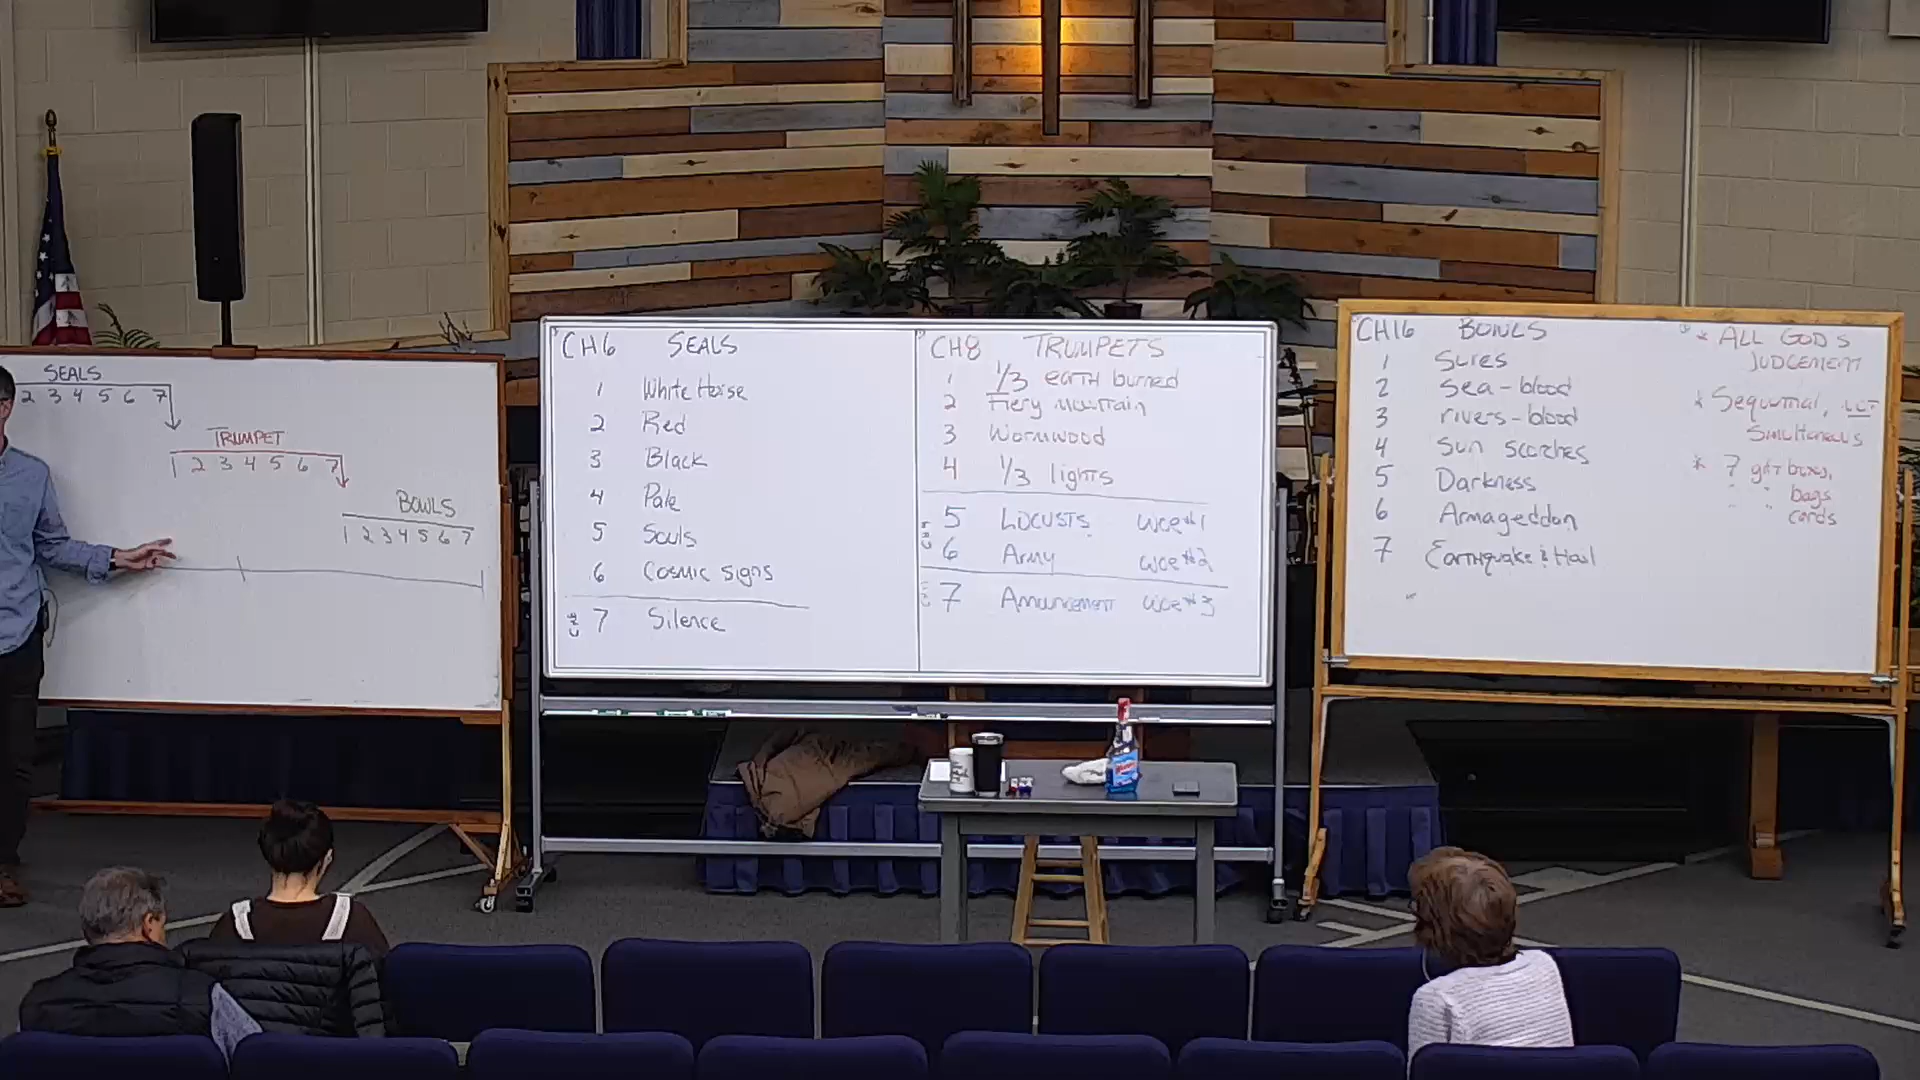 SEALS
2 3 4 5 6 7
TRUMPET
1 2 3 4 5 6 7
BOWLS
1 2 3 4 5 6 7
CH6 SEALS
1 White Horse
2 Red
3 Black
4 Pale
5 Souls
6 Cosmic Signs
7 Silence
CH8 TRUMPETS
1 1/3 earth burned
2 Fiery mountain
3 Wormwood
4 1/3 lights
5 Locusts woe #1
6 Army woe #2
7 Announcement woe #3
CH16 BOWLS
1 Sores
2 Sea-blood
3 rivers-blood
4 Sun scorches
5 Darkness
6 Armageddon
7 Earthquake & Hail
* ALL GOD'S
JUDGEMENT
* Sequential, not
Simultaneous
* 7 gift boxes,
" " bags
" " cards